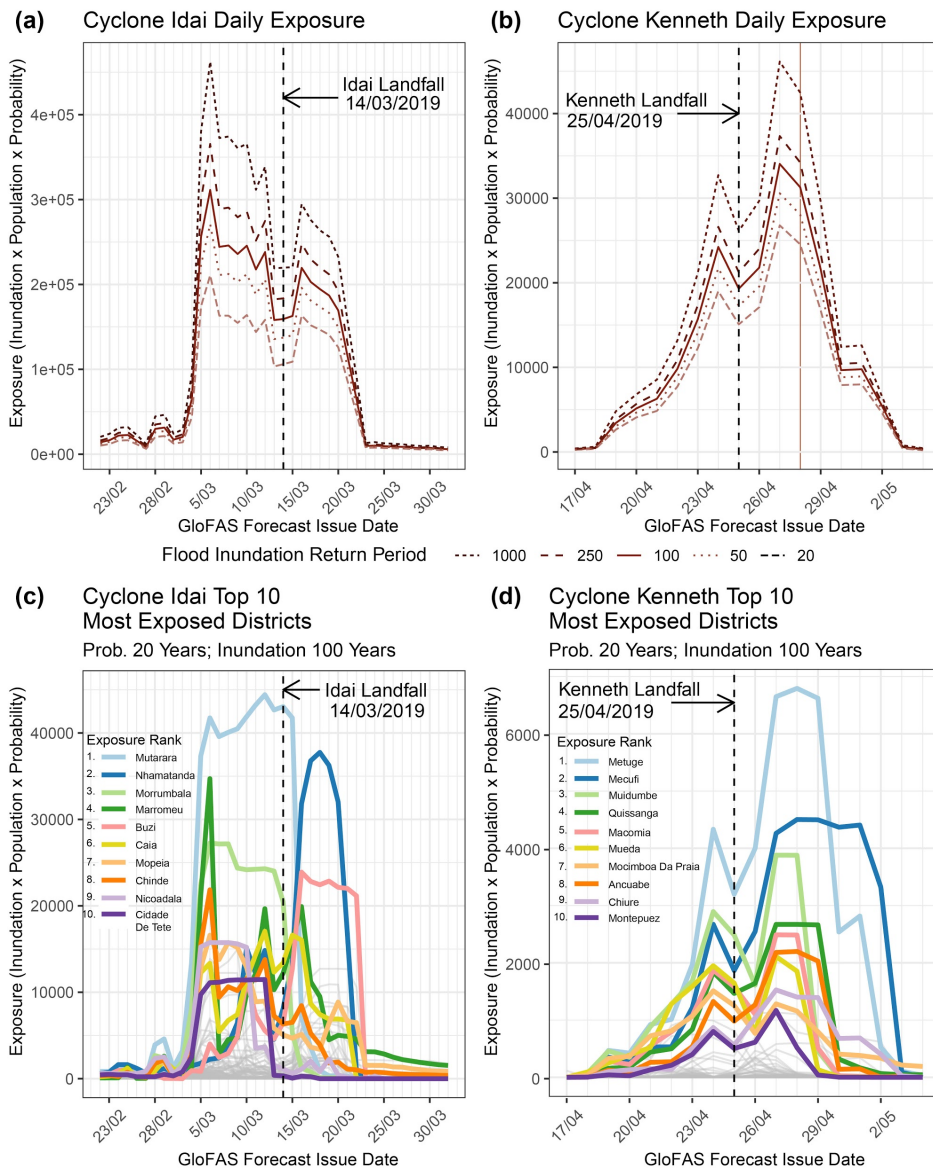 (a) Cyclone Idai Daily Exposure
Exposure (Inundation x Population x Probability)
4e+05
3e+05
2e+05
1e+05
0e+00
Idai Landfall
14/03/2019
23/02 28/02 5/03 10/03 15/03 20/03 25/03 30/03
GloFAS Forecast Issue Date
(b) Cyclone Kenneth Daily Exposure
Exposure (Inundation x Population x Probability)
40000
30000
20000
10000
0
Kenneth Landfall
25/04/2019
17/04 20/04 23/04 26/04 29/04 2/05
GloFAS Forecast Issue Date
Flood Inundation Return Period 1000 250 100 50 20
(c) Cyclone Idai Top 10
Most Exposed Districts
Prob. 20 Years; Inundation 100 Years
Exposure (Inundation x Population x Probability)
40000
30000
20000
10000
0
Idai Landfall
14/03/2019
Exposure Rank
1. Mutarara
2. Nhamatanda
3. Morrumbala
4. Marromeu
5. Buzi
6. Caia
7. Mopeia
8. Chinde
9. Nicoadala
10. Cidade
De Tete
23/02 28/02 5/03 10/03 15/03 20/03 25/03 30/03
GloFAS Forecast Issue Date
(d) Cyclone Kenneth Top 10
Most Exposed Districts
Prob. 20 Years; Inundation 100 Years
Exposure (Inundation x Population x Probability)
6000
4000
2000
0
Kenneth Landfall
25/04/2019
Exposure Rank
1. Metuge
2. Mecufi
3. Muidumbe
4. Quissanga
5. Macomia
6. Mueda
7. Mocimboa Da Praia
8. Ancuabe
9. Chiure
10. Montepuez
17/04 20/04 23/04 26/04 29/04 2/05
GloFAS Forecast Issue Date